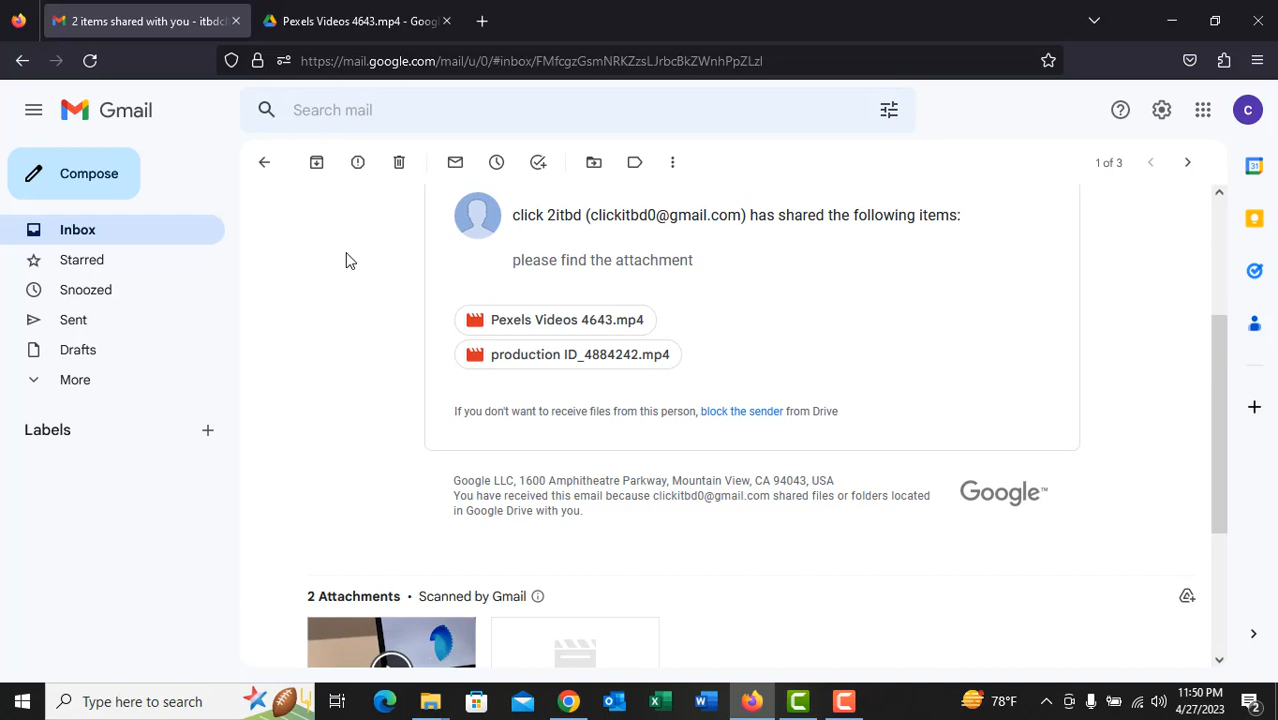 2 items shared with you - itbdcl
Pexels Videos 4643.mp4 - Goog
https://mail.google.com/mail/u/0/#inbox/FMfcgzGsmNRKZzsLJrbcBkZWnhPpZLzl
Gmail
Search mail
C
Compose
1 of 3
Inbox
Starred
Snoozed
Sent
Drafts
More
Labels
click 2itbd (clickitbd0@gmail.com) has shared the following items:
please find the attachment
Pexels Videos 4643.mp4
production ID_4884242.mp4
If you don't want to receive files from this person, block the sender from Drive
Google LLC, 1600 Amphitheatre Parkway, Mountain View, CA 94043, USA
You have received this email because clickitbd0@gmail.com shared files or folders located
in Google Drive with you.
Google™
2 Attachments • Scanned by Gmail
31
Type here to search
78°F
11:50 PM
4/27/2023
2